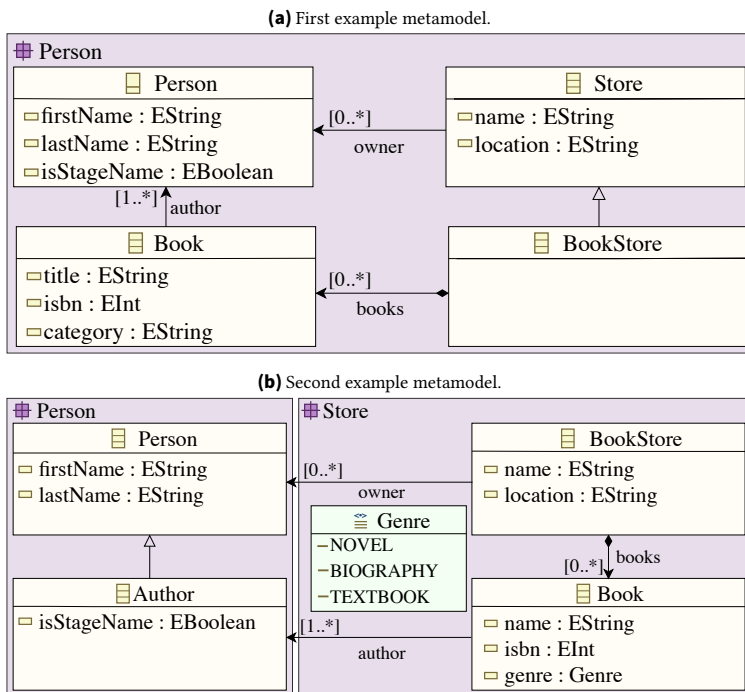 (a) First example metamodel.
Person
Person
firstName : EString
lastName : EString
isStageName : EBoolean
Store
name : EString
location : EString
[0..*]
owner
[1..*]
author
Book
title : EString
isbn : EInt
category : EString
BookStore
[0..*]
books
(b) Second example metamodel.
Person
Person
firstName : EString
lastName : EString
Author
isStageName : EBoolean
Store
BookStore
name : EString
location : EString
[0..*]
owner
Genre
NOVEL
BIOGRAPHY
TEXTBOOK
books
[0..*]
Book
name : EString
isbn : EInt
genre : Genre
[1..*]
author